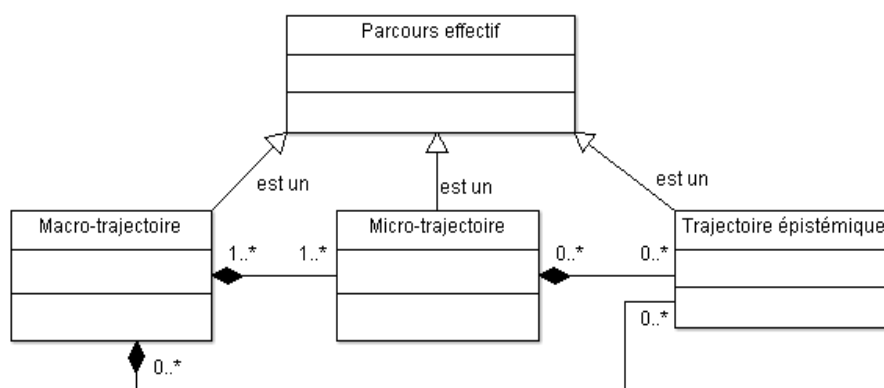 Parcours effectif
est un
est un
est un
Macro-trajectoire
Micro-trajectoire
Trajectoire épistémique
1..*
1..*
0..*
0..*
0..*
0..*